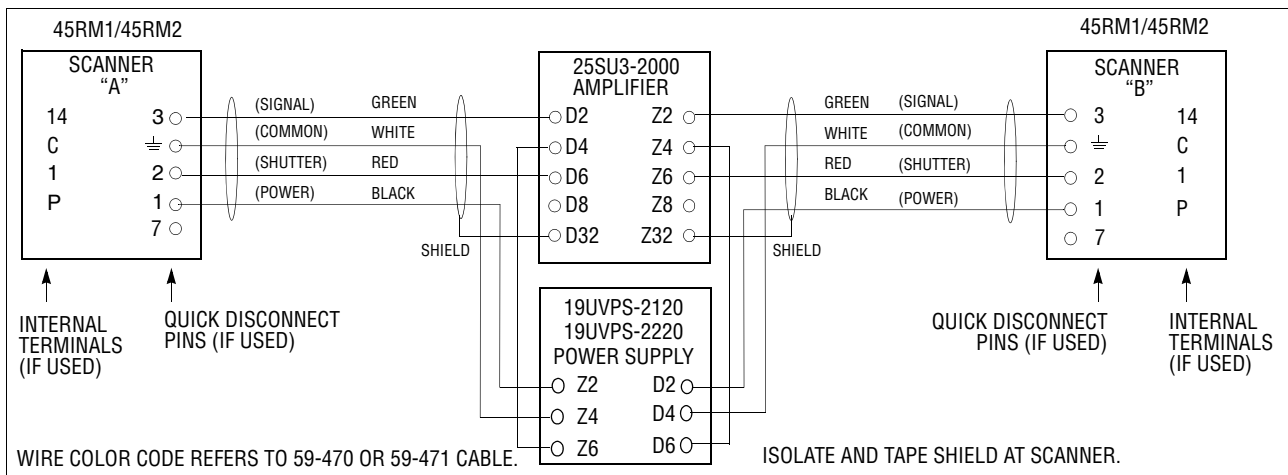 45RM1/45RM2
SCANNER
“A”
14
C
1
P
3
2
1
7
(SIGNAL) GREEN
(COMMON) WHITE
(SHUTTER) RED
(POWER) BLACK
SHIELD
INTERNAL
TERMINALS
(IF USED)
QUICK DISCONNECT
PINS (IF USED)
25SU3-2000
AMPLIFIER
D2 Z2
D4 Z4
D6 Z6
D8 Z8
D32 Z32
19UVPS-2120
19UVPS-2220
POWER SUPPLY
Z2 D2
Z4 D4
Z6 D6
45RM1/45RM2
SCANNER
“B”
GREEN (SIGNAL)
WHITE (COMMON)
RED (SHUTTER)
BLACK (POWER)
SHIELD
3
2
1
7
14
C
1
P
QUICK DISCONNECT
PINS (IF USED)
INTERNAL
TERMINALS
(IF USED)
WIRE COLOR CODE REFERS TO 59-470 OR 59-471 CABLE.
ISOLATE AND TAPE SHIELD AT SCANNER.